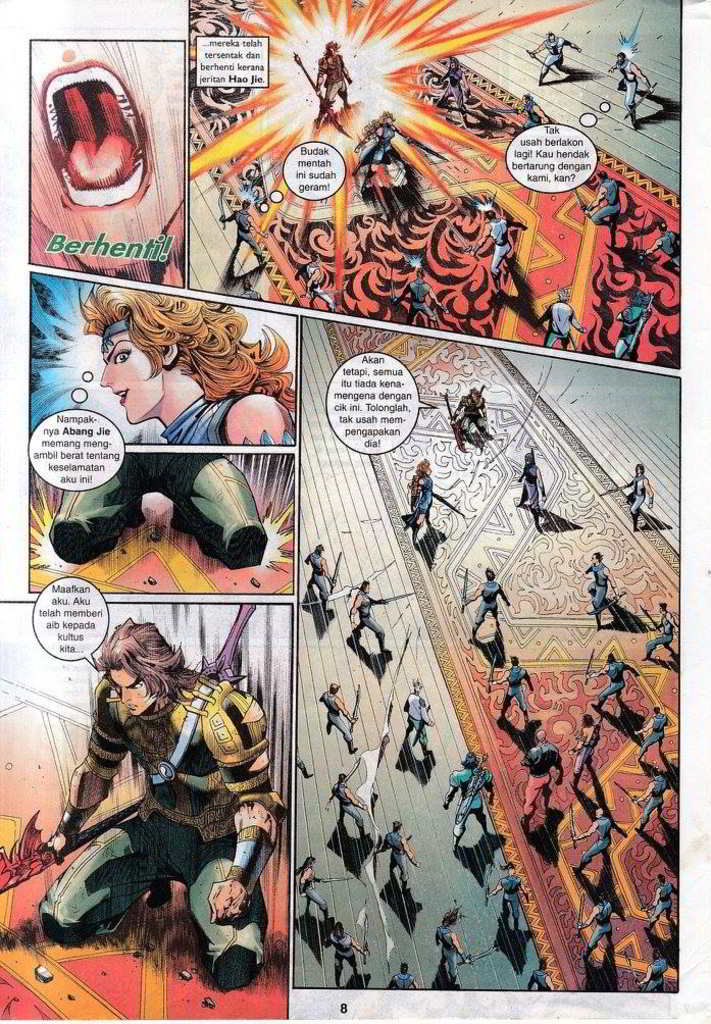 Berhenti!
...mereka telah
tersentak dan
berhenti kerana
jeritan Hao Jie.
Budak
mentah
ini sudah
geram!
Tak
usah berlakon
lagi! Kau hendak
bertarung dengan
kami, kan?
Nampak-
nya Abang Jie
memang meng-
ambil berat tentang
keselamatan
aku ini!
Maafkan
aku. Aku
telah memberi
aib kepada
kultus
kita...
Akan
tetapi, semua
itu tiada kena-
mengena dengan
cik ini. Tolonglah,
tak usah mem-
pengapakan
dia!
8